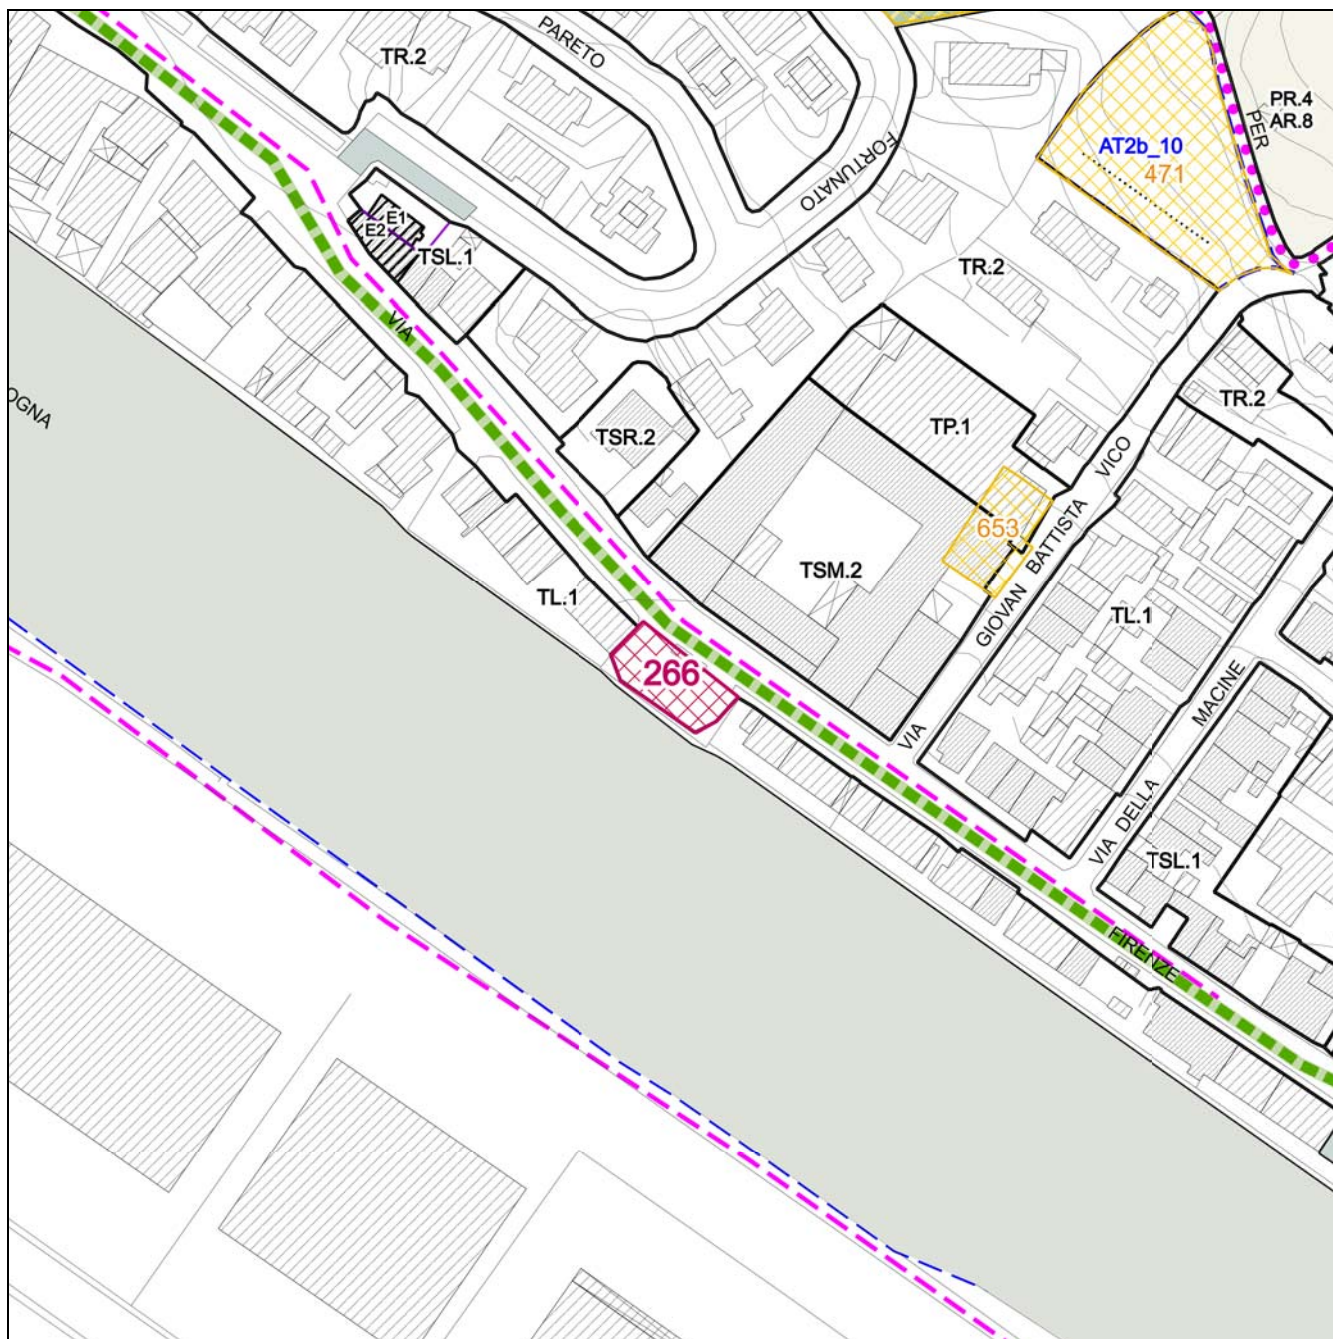 TR.2
PARETO
FORTUNATO
PR.4
AR.8
PER
AT2b_10
471
E1
E2
TSL.1
VIA
TR.2
OGNA
TSR.2
TP.1
TR.2
VICO
653
BATTISTA
GIOVAN
VIA
TSM.2
TL.1
TL.1
266
MACINE
VIA DELLA
TSL.1
FIRENZE